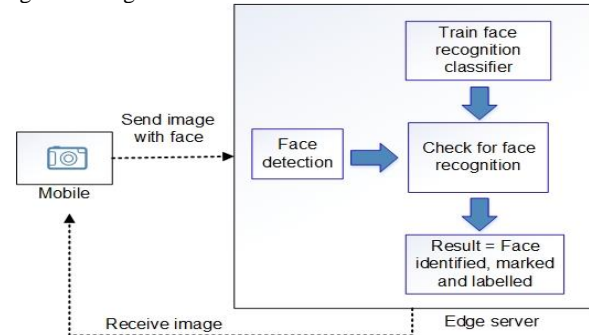 Train face
recognition
classifier
Send image
with face
Face
detection
Check for face
recognition
Mobile
Result = Face
identified, marked
and labelled
Receive image
Edge server